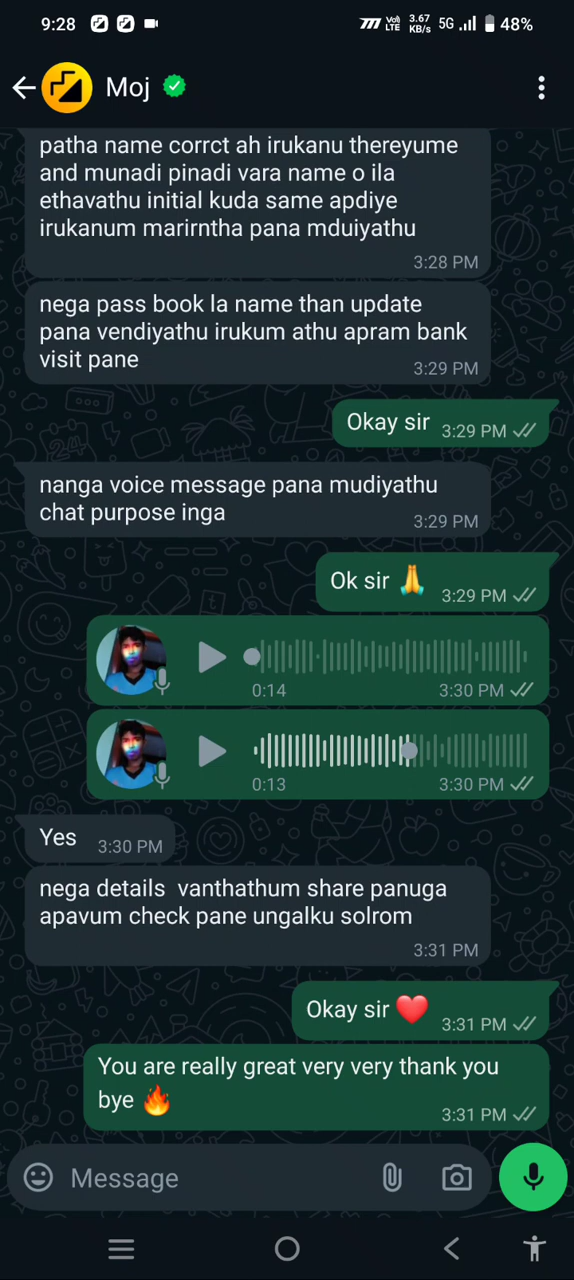 9:28 Vo) LTE 3.67 KB/s 5G 48%
Moj
patha name corrct ah irukanu thereyume
and munadi pinadi vara name o ila
ethavathu initial kuda same apdiye
irukanum marirntha pana mduiyathu
3:28 PM
nega pass book la name than update
pana vendiyathu irukum athu apram bank
visit pane
3:29 PM
Okay sir 3:29 PM
nanga voice message pana mudiyathu
chat purpose inga
3:29 PM
Ok sir 🙏 3:29 PM
0:14 3:30 PM
0:13 3:30 PM
Yes 3:30 PM
nega details  vanthathum share panuga
apavum check pane ungalku solrom
3:31 PM
Okay sir ❤️ 3:31 PM
You are really great very very thank you
bye 🔥 3:31 PM
Message